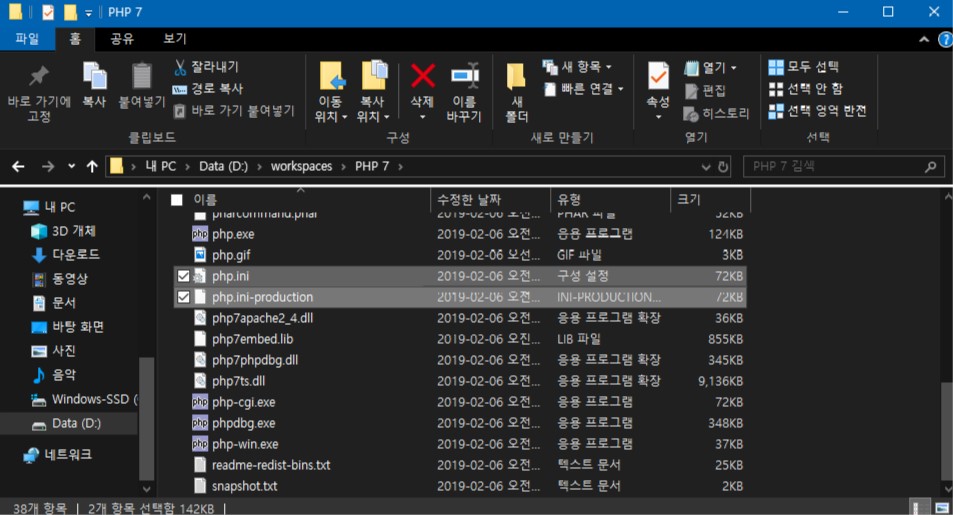 PHP 7
파일 홈 공유 보기
바로 가기에 고정
복사
붙여넣기
잘라내기
경로 복사
바로 가기 붙여넣기
클립보드
이동 위치
복사 위치
삭제
이름 바꾸기
구성
새 폴더
새 항목
빠른 연결
새로 만들기
속성
열기
편집
히스토리
열기
모두 선택
선택 안 함
선택 영역 반전
선택
내 PC > Data (D:) > workspaces > PHP 7 >
PHP 7 검색
내 PC
3D 개체
다운로드
동영상
문서
바탕 화면
사진
음악
Windows-SSD (
Data (D:)
네트워크
이름 수정한 날짜 유형 크기
pharcommand.phar 2019-02-06 오전... PHAR 파일 52KB
php.exe 2019-02-06 오전... 응용 프로그램 124KB
php.gif 2019-02-06 오전... GIF 파일 3KB
php.ini 2019-02-06 오전... 구성 설정 72KB
php.ini-production 2019-02-06 오전... INI-PRODUCTION... 72KB
php7apache2_4.dll 2019-02-06 오전... 응용 프로그램 확장 36KB
php7embed.lib 2019-02-06 오전... LIB 파일 855KB
php7phpdbg.dll 2019-02-06 오전... 응용 프로그램 확장 345KB
php7ts.dll 2019-02-06 오전... 응용 프로그램 확장 9,136KB
php-cgi.exe 2019-02-06 오전... 응용 프로그램 72KB
phpdbg.exe 2019-02-06 오전... 응용 프로그램 348KB
php-win.exe 2019-02-06 오전... 응용 프로그램 37KB
readme-redist-bins.txt 2019-02-06 오전... 텍스트 문서 25KB
snapshot.txt 2019-02-06 오전... 텍스트 문서 2KB
38개 항목 | 2개 항목 선택함 142KB |